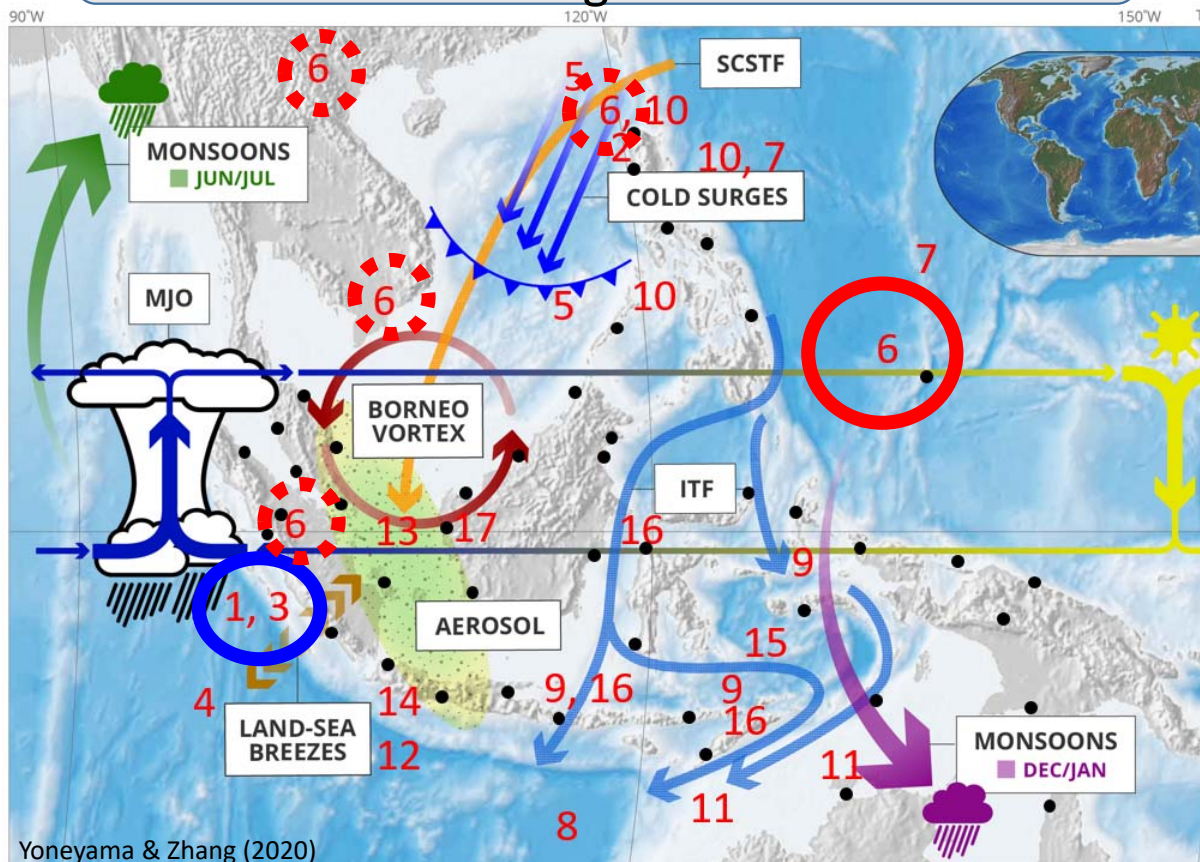 90°W
120°W
150°W
6
5
SCSTF
6, 10
2
MONSOONS
JUN/JUL
10, 7
COLD SURGES
7
MJO
6
5
10
6
BORNEO
VORTEX
ITF
6
13
17
16
9
1, 3
AEROSOL
15
4
14
9, 16
9
16
LAND-SEA
BREEZES
12
MONSOONS
DEC/JAN
11
11
8
Yoneyama & Zhang (2020)